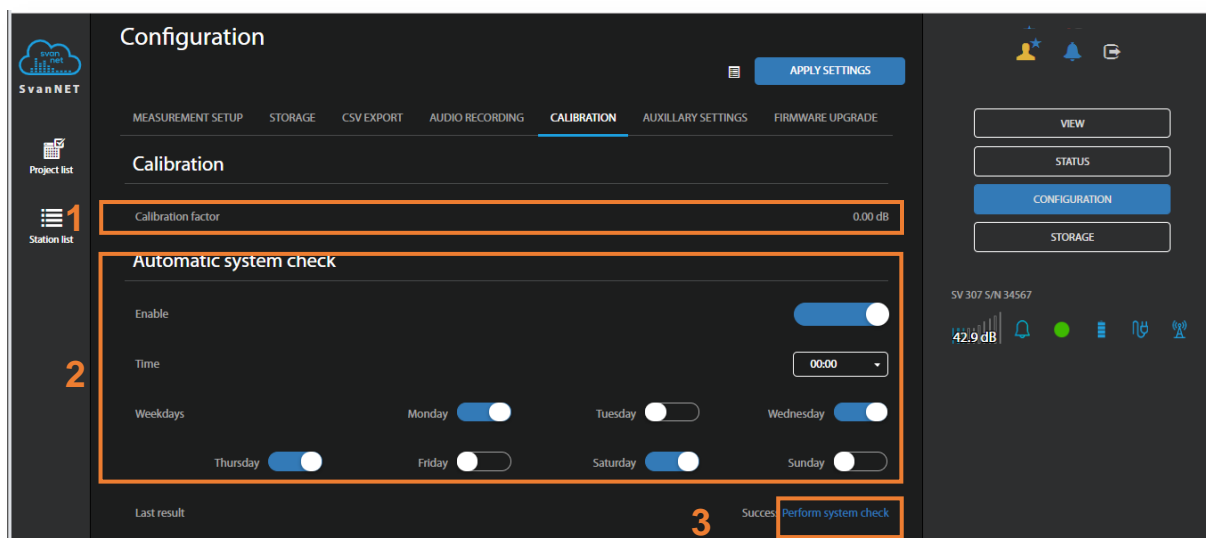 Configuration
svan
net
SvanNET
APPLY SETTINGS
MEASUREMENT SETUP STORAGE CSV EXPORT AUDIO RECORDING CALIBRATION AUXILLARY SETTINGS FIRMWARE UPGRADE
Project list
Calibration
1
Station list
Calibration factor 0.00 dB
Automatic system check
Enable
2
Time 00:00
Weekdays Monday Tuesday Wednesday
Thursday Friday Saturday Sunday
Last result Succes Perform system check
3
VIEW
STATUS
CONFIGURATION
STORAGE
SV 307 S/N 34567
42.9 dB